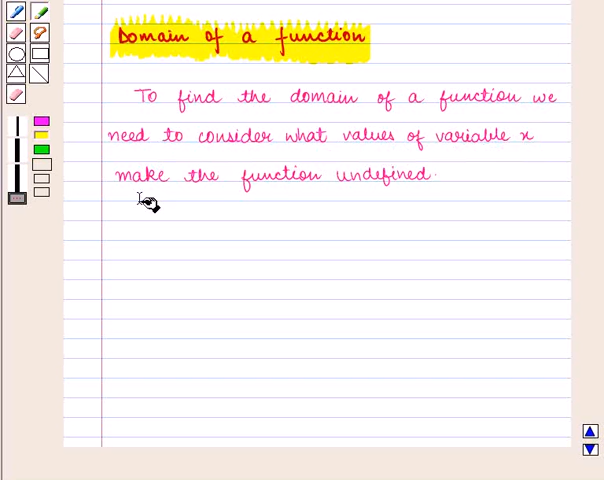 Domain of a function
To find the domain of a function we
need to consider what values of variable x
make the function undefined.